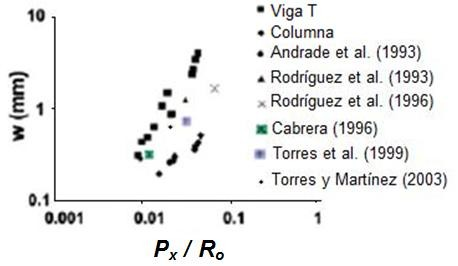 10
1
0.1
w (mm)
0.001
0.01
0.1
1
Px / Ro
Viga T
Columna
Andrade et al. (1993)
Rodríguez et al. (1993)
Rodríguez et al. (1996)
Cabrera (1996)
Torres et al. (1999)
Torres y Martínez (2003)